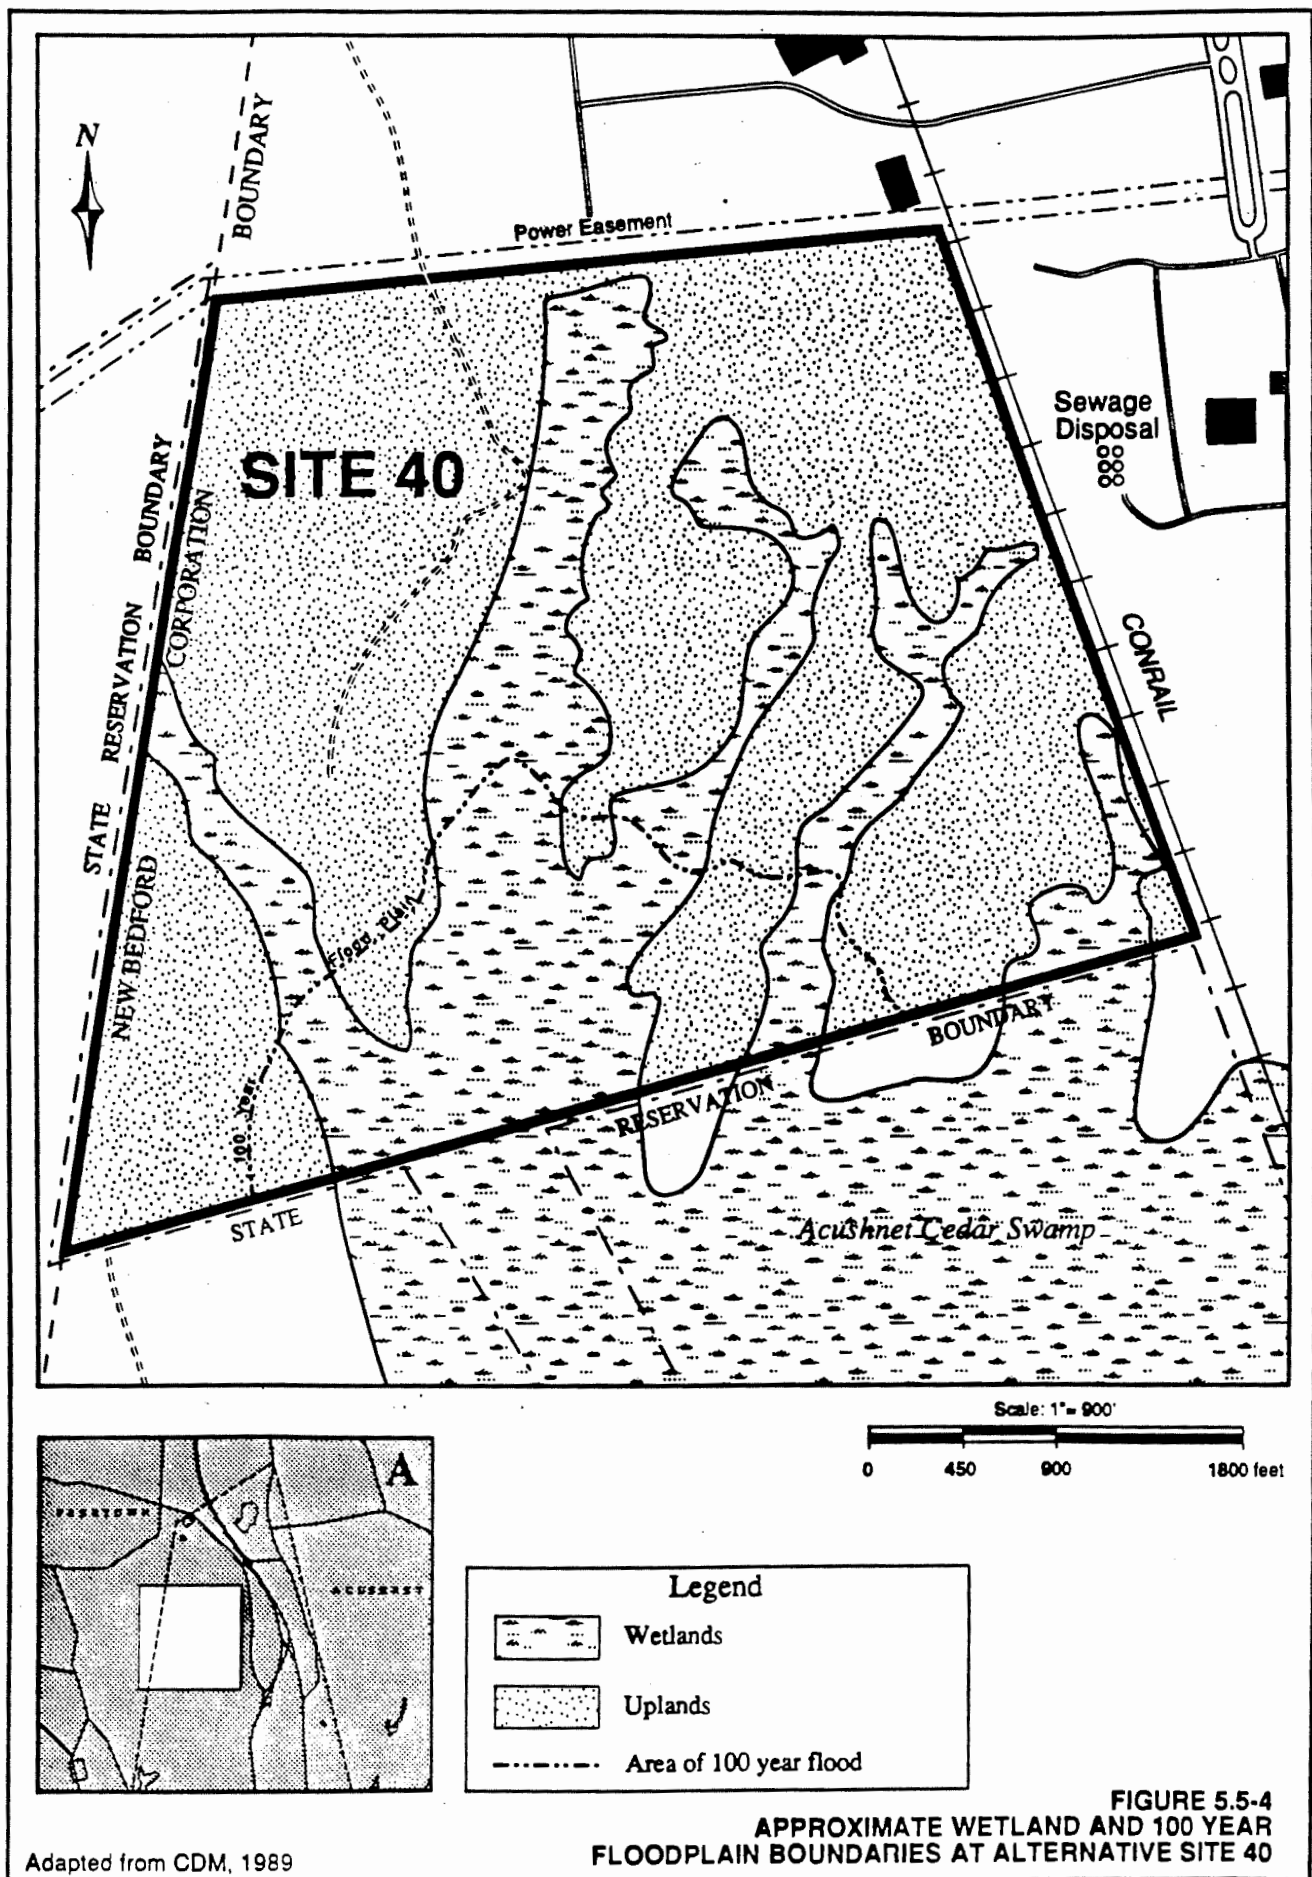 N
BOUNDARY
Power Easement
SITE 40
Sewage
Disposal
CONRAIL
STATE RESERVATION BOUNDARY
NEW BEDFORD CORPORATION
BOUNDARY
100 Year Flood Plain
STATE RESERVATION BOUNDARY
Acushnet Cedar Swamp
Scale: 1"= 900'
0 450 900 1800 feet
A
ACUSHNET
Legend
Wetlands
Uplands
Area of 100 year flood
FIGURE 5.5-4
APPROXIMATE WETLAND AND 100 YEAR
FLOODPLAIN BOUNDARIES AT ALTERNATIVE SITE 40
Adapted from CDM, 1989